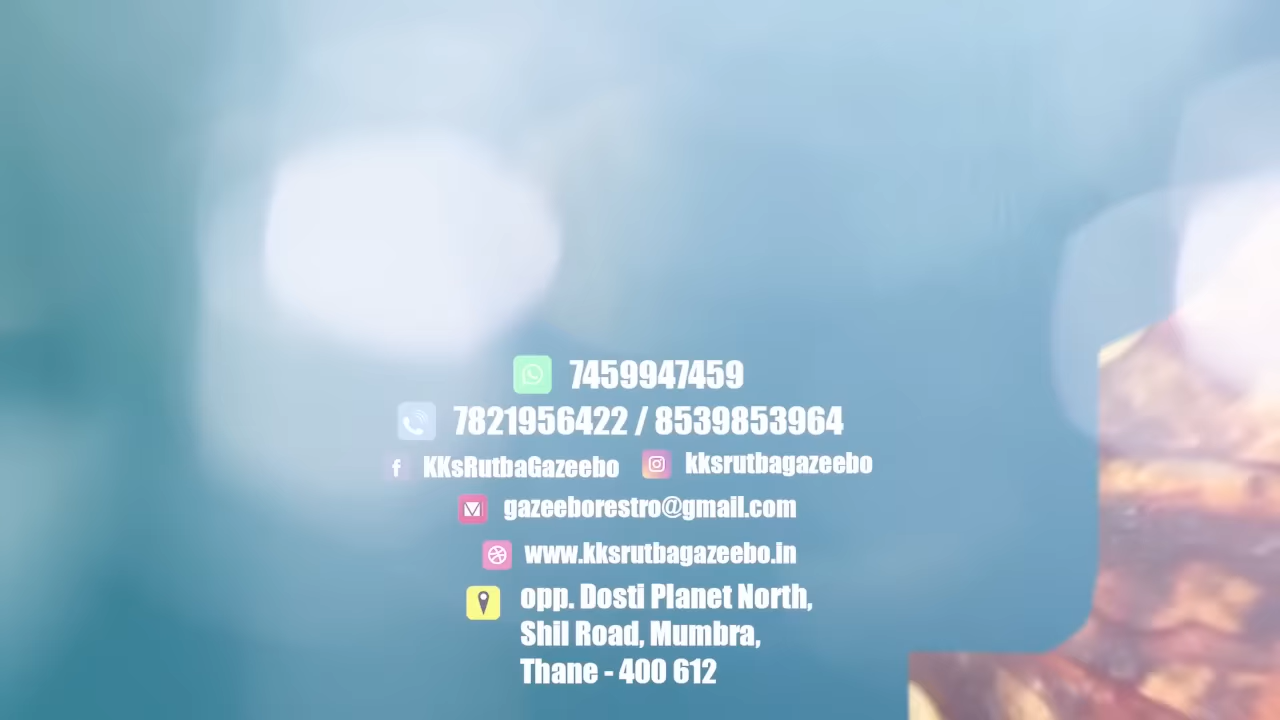 7459947459
7821956422 / 8539853964
KKsRutbaGazeebo kksrutbagazeebo
gazeeborestro@gmail.com
www.kksrutbagazeebo.in
opp. Dosti Planet North,
Shil Road, Mumbra,
Thane - 400 612